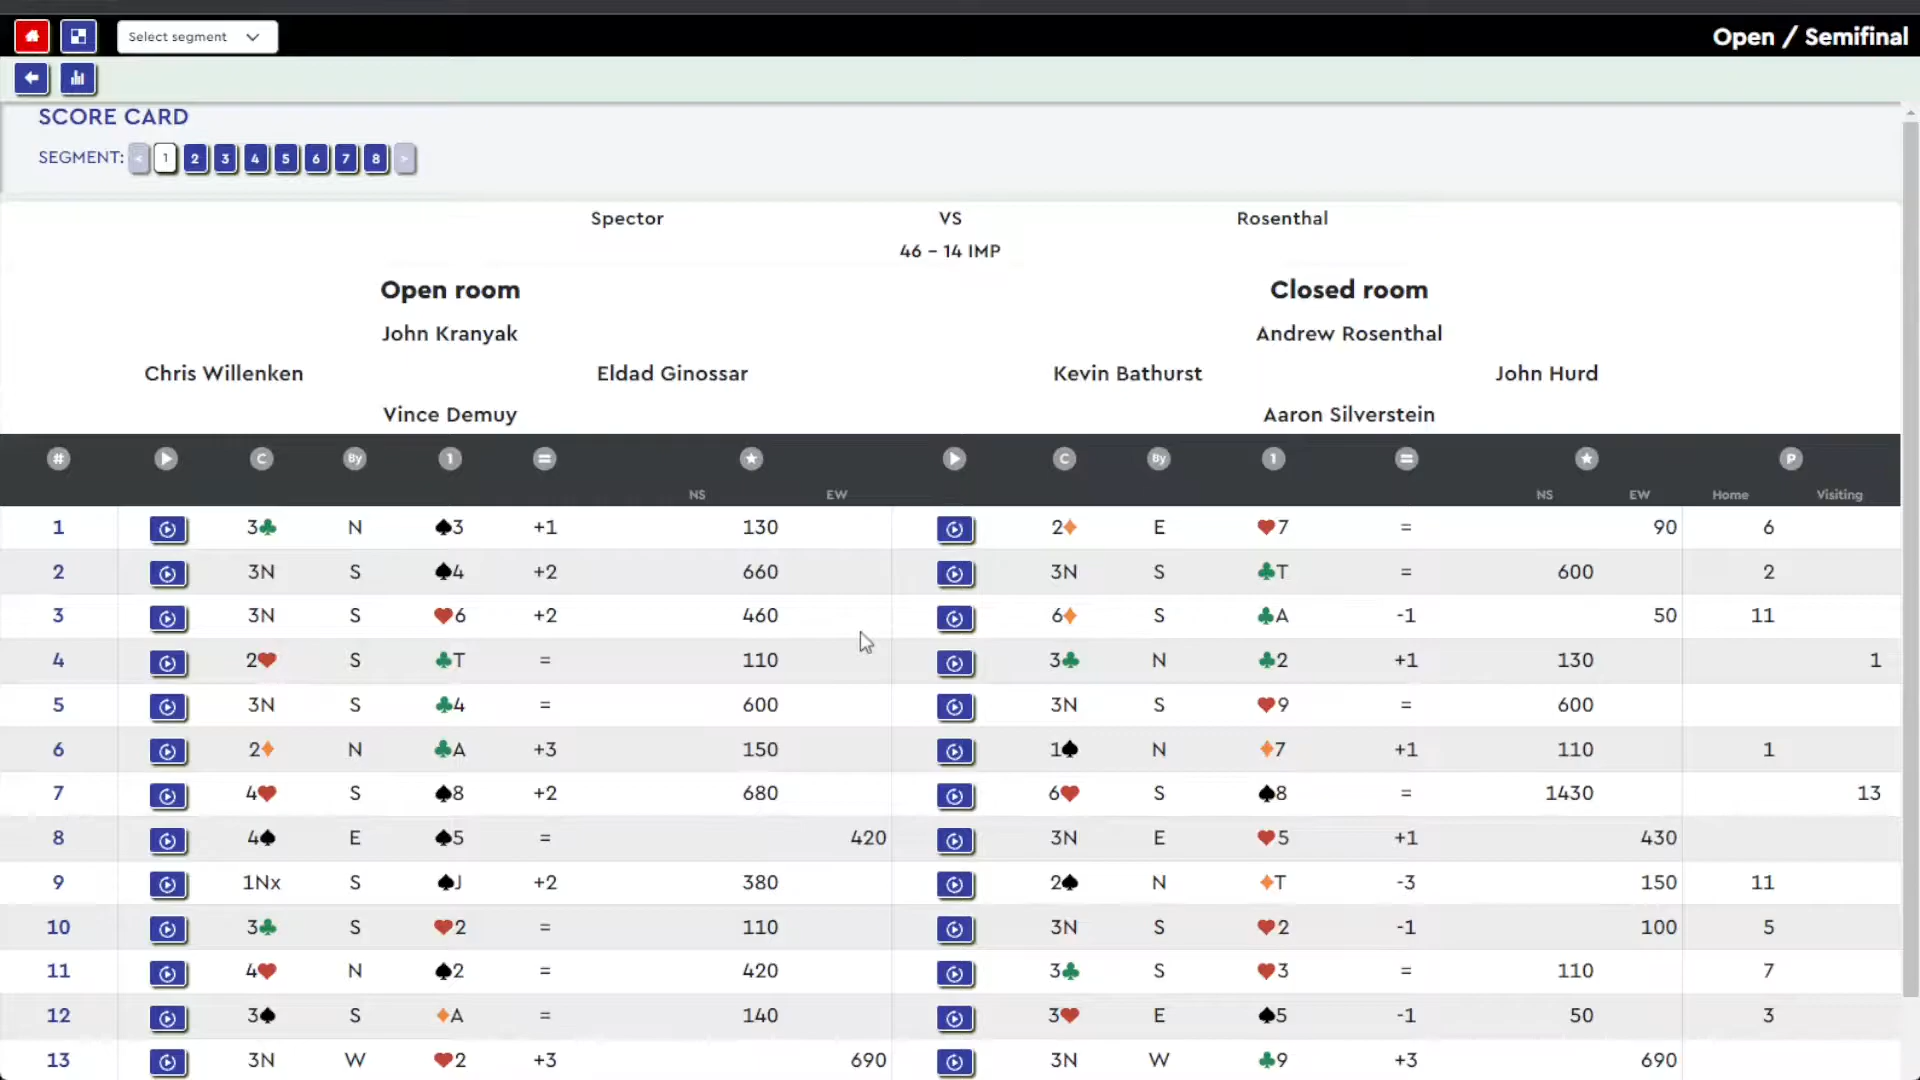 Select segment
Open / Semifinal
SCORE CARD
SEGMENT: < 1 2 3 4 5 6 7 8 >
Spector VS Rosenthal
46 - 14 IMP
Open room Closed room
John Kranyak Andrew Rosenthal
Chris Willenken Eldad Ginossar Kevin Bathurst John Hurd
Vince Demuy Aaron Silverstein
# C By 1 = ★ C By 1 = ★ P
NS EW NS EW Home Visiting
1 3♣ N ♠3 +1 130 2♦ E ♥7 = 90 6
2 3N S ♠4 +2 660 3N S ♣T = 600 2
3 3N S ♥6 +2 460 6♦ S ♣A -1 50 11
4 2♥ S ♣T = 110 3♣ N ♣2 +1 130 1
5 3N S ♣4 = 600 3N S ♥9 = 600
6 2♦ N ♣A +3 150 1♠ N ♦7 +1 110 1
7 4♥ S ♠8 +2 680 6♥ S ♠8 = 1430 13
8 4♠ E ♠5 = 420 3N E ♥5 +1 430
9 1Nx S ♠J +2 380 2♠ N ♦T -3 150 11
10 3♣ S ♥2 = 110 3N S ♥2 -1 100 5
11 4♥ N ♠2 = 420 3♣ S ♥3 = 110 7
12 3♠ S ♦A = 140 3♥ E ♠5 -1 50 3
13 3N W ♥2 +3 690 3N W ♣9 +3 690